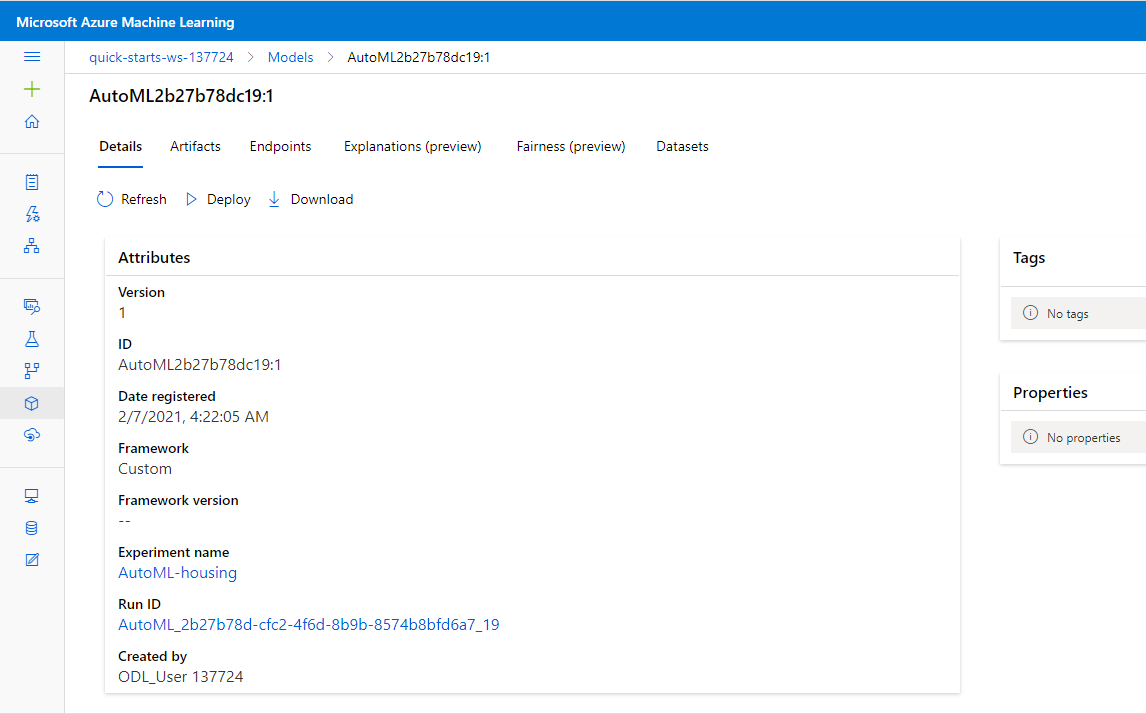 Microsoft Azure Machine Learning
quick-starts-ws-137724 > Models > AutoML2b27b78dc19:1
AutoML2b27b78dc19:1
Details Artifacts Endpoints Explanations (preview) Fairness (preview) Datasets
Refresh Deploy Download
Attributes
Version
1
ID
AutoML2b27b78dc19:1
Date registered
2/7/2021, 4:22:05 AM
Framework
Custom
Framework version
--
Experiment name
AutoML-housing
Run ID
AutoML_2b27b78d-cfc2-4f6d-8b9b-8574b8bfd6a7_19
Created by
ODL_User 137724
Tags
No tags
Properties
No properties